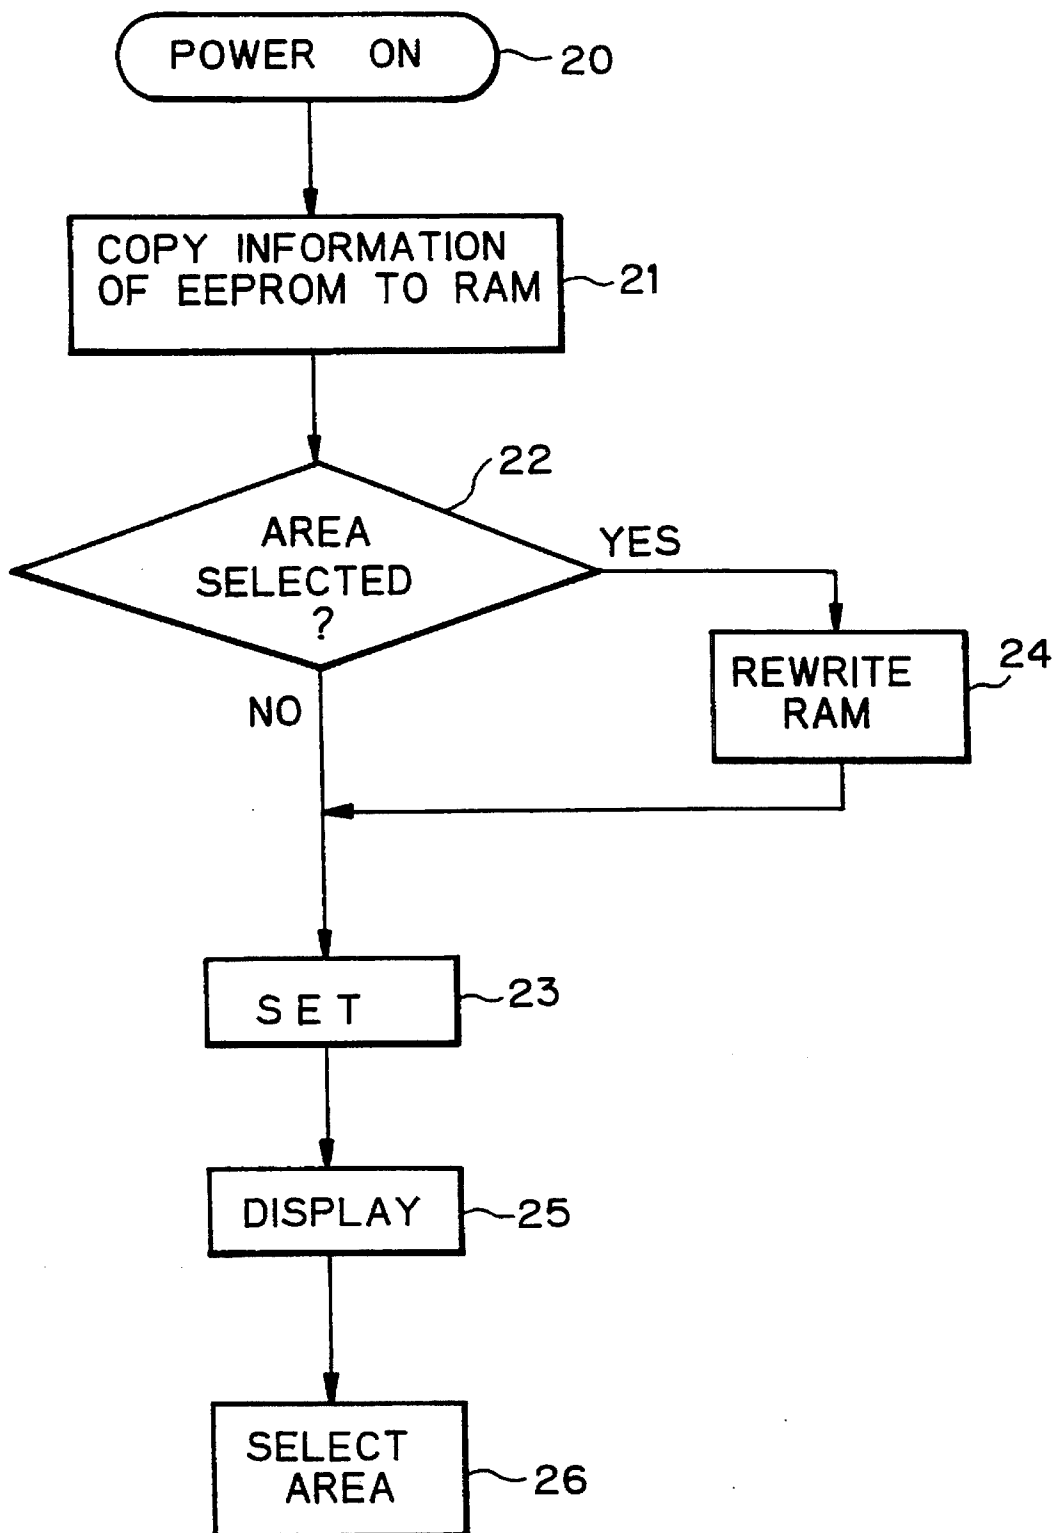 POWER ON
20
COPY INFORMATION
OF EEPROM TO RAM
21
22
AREA
SELECTED
?
YES
NO
REWRITE
RAM
24
SET
23
DISPLAY
25
SELECT
AREA
26